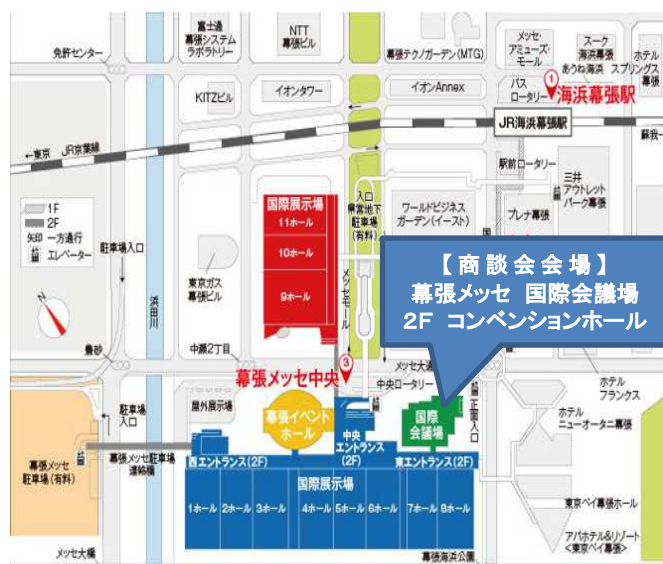 富士通
幕張システム
ラボラトリー
NTT
幕張ビル
幕張テクノガーデン(MTG)
メッセ・
アミューズ・
モール
スーク
海浜幕張
あうね海浜
ホテル
スプリングス
幕張
免許センター
KITZビル
イオンタワー
イオンAnnex
バス
ロータリー
1
海浜幕張駅
JR海浜幕張駅
←東京
JR京葉線
蘇我→
駅前ロータリー
1F
2F
矢印 一方通行
エレベーター
N
駐車場入口
浜田川
東京ガス
幕張ビル
国際展示場
11ホール
10ホール
9ホール
入口
県営地下
駐車場
(有料)
メッセモール
ワールドビジネス
ガーデン(イースト)
プレナ幕張
三井
アウトレット
パーク幕張
国
【商談会会場】
幕張メッセ 国際会議場
2F コンベンションホール
豊砂
中瀬2丁目
幕張メッセ中央
3
メッセ大通
中央ロータリー
正面入口
ホテル
フランクス
ホテル
ニューオータニ幕張
駐車場
入口
屋外展示場
幕張イベント
ホール
中央
エントランス
(2F)
国際
会議場
幕張メッセ
駐車場(有料)
幕張メッセ駐車場
連絡橋
西エントランス(2F)
東エントランス(2F)
国際展示場
1ホール
2ホール
3ホール
4ホール
5ホール
6ホール
7ホール
8ホール
東京ベイ幕張ホール
アパホテル&リゾート
<東京ベイ幕張>
メッセ大橋
幕張海浜公園